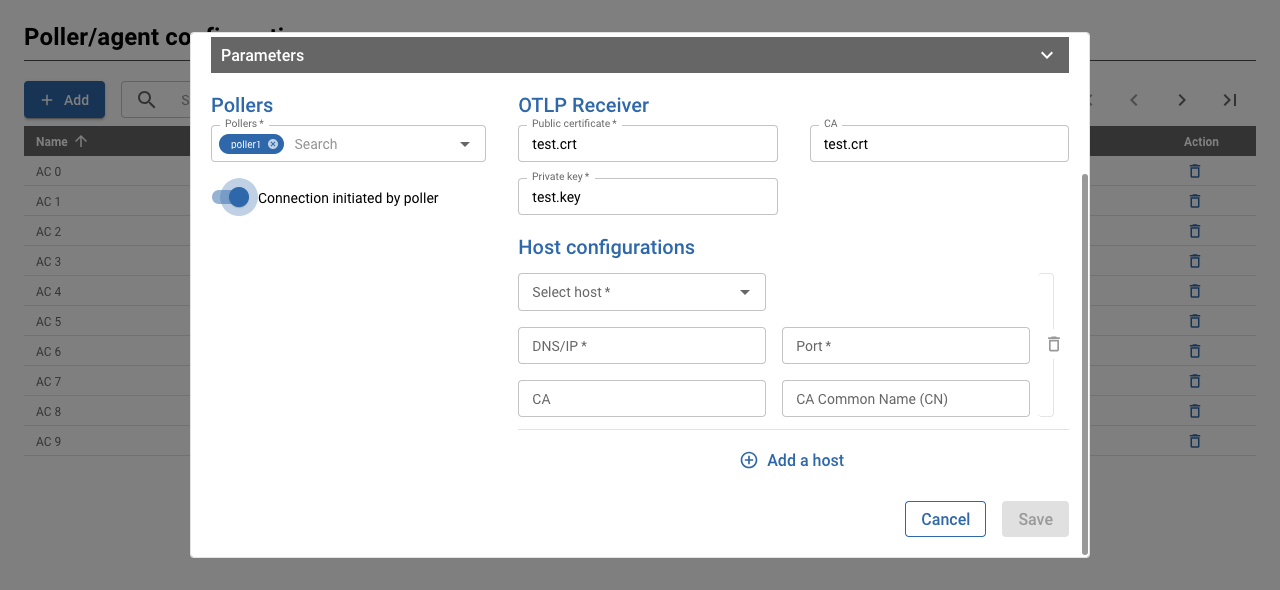 Poller/agent co
Parameters
Add
S
Name
Action
Pollers
OTLP Receiver
Pollers *
poller1
Search
Public certificate *
test.crt
CA
test.crt
Connection initiated by poller
Private key *
test.key
Host configurations
Select host *
DNS/IP *
Port *
CA
CA Common Name (CN)
Add a host
Cancel
Save
AC 0
AC 1
AC 2
AC 3
AC 4
AC 5
AC 6
AC 7
AC 8
AC 9